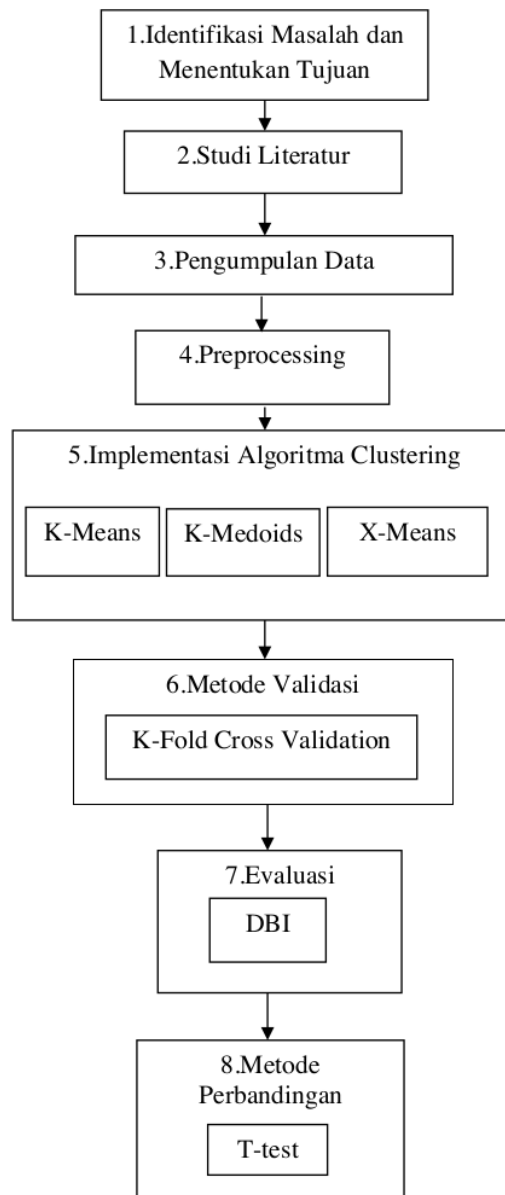 1.Identifikasi Masalah dan
Menentukan Tujuan
2.Studi Literatur
3.Pengumpulan Data
4.Preprocessing
5.Implementasi Algoritma Clustering
K-Means
K-Medoids
X-Means
6.Metode Validasi
K-Fold Cross Validation
7.Evaluasi
DBI
8.Metode
Perbandingan
T-test